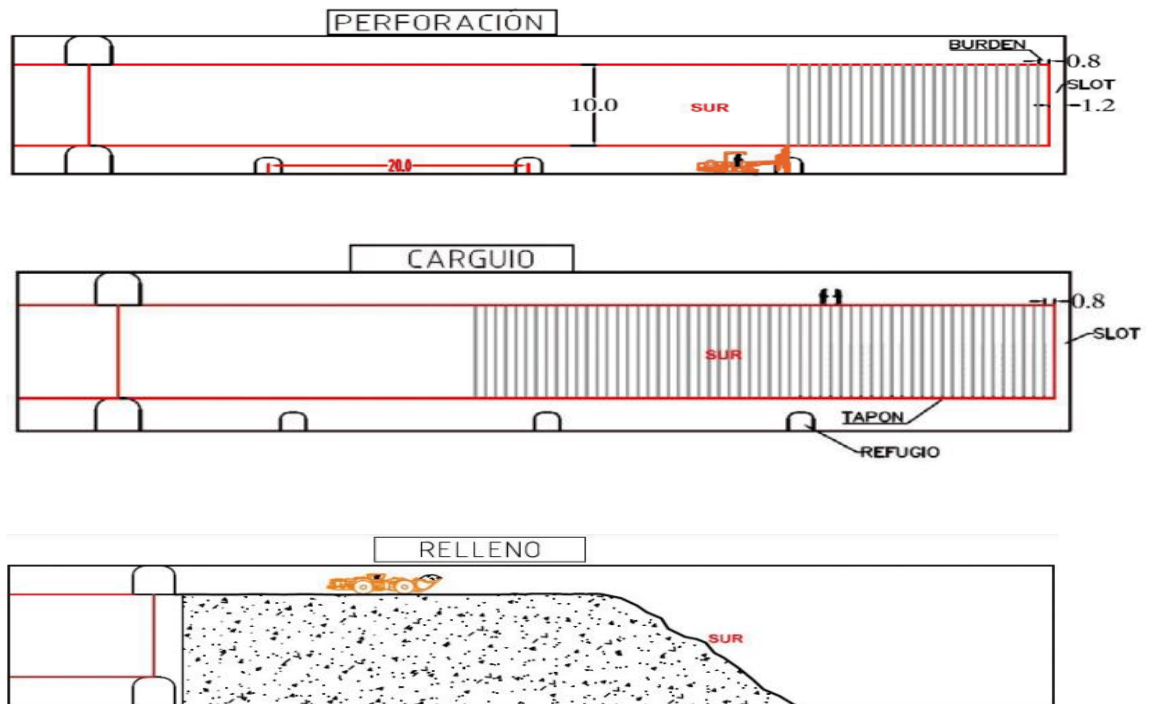 PERFORACIÓN
BURDEN
0.8
SLOT
1.2
10.0
SUR
20.0
CARGUIO
0.8
SLOT
SUR
TAPON
REFUGIO
RELLENO
SUR